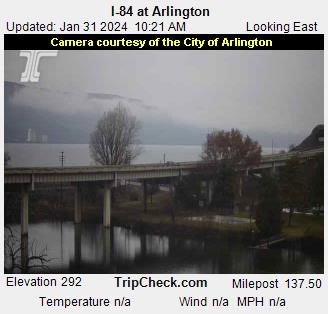 I-84 at Arlington
Updated: Jan 31 2024 10:21 AM Looking East
Camera courtesy of the City of Arlington
Elevation 292 TripCheck.com Milepost 137.50
Temperature n/a Wind n/a MPH n/a